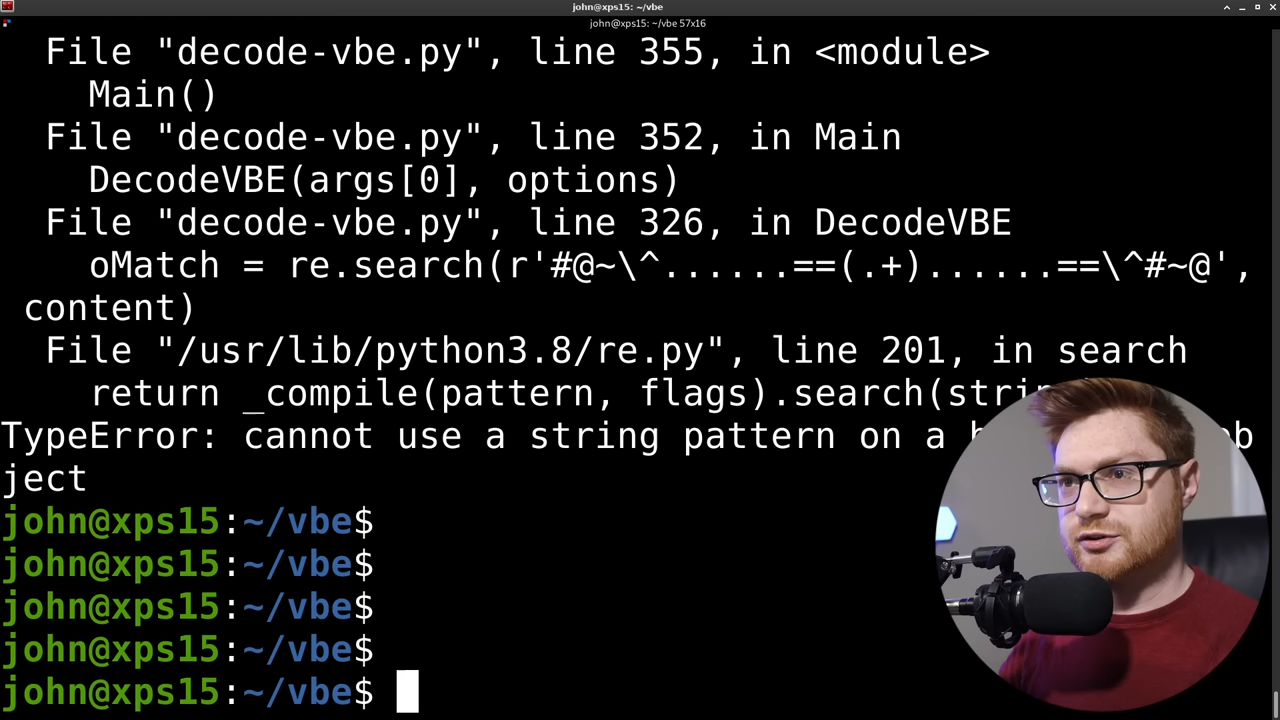 john@xps15: ~/vbe
john@xps15: ~/vbe 57x16
File "decode-vbe.py", line 355, in <module>
Main()
File "decode-vbe.py", line 352, in Main
DecodeVBE(args[0], options)
File "decode-vbe.py", line 326, in DecodeVBE
oMatch = re.search(r'#@~\^......==(.+)......==\^#~@',
content)
File "/usr/lib/python3.8/re.py", line 201, in search
return _compile(pattern, flags).search(stri
TypeError: cannot use a string pattern on a b ob
ject
john@xps15:~/vbe$
john@xps15:~/vbe$
john@xps15:~/vbe$
john@xps15:~/vbe$
john@xps15:~/vbe$